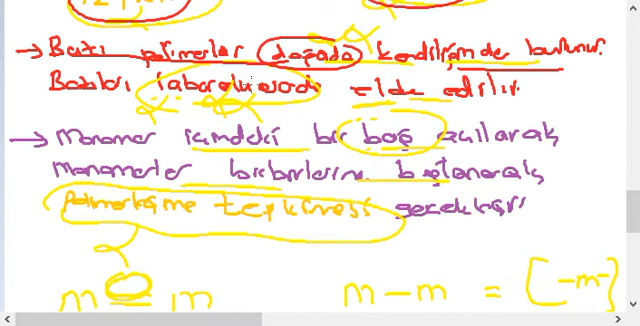 → Bazı polimerler doğada kendiliğinde bulunur.
Bazıları laboratuvarda elde edilir.
→ Monomer içindeki bir bağ açılarak
Monomerler birbirlerine bağlanarak
Polimerleşme tepkimesi gerçekleşir
m = m m - m = [-m-]